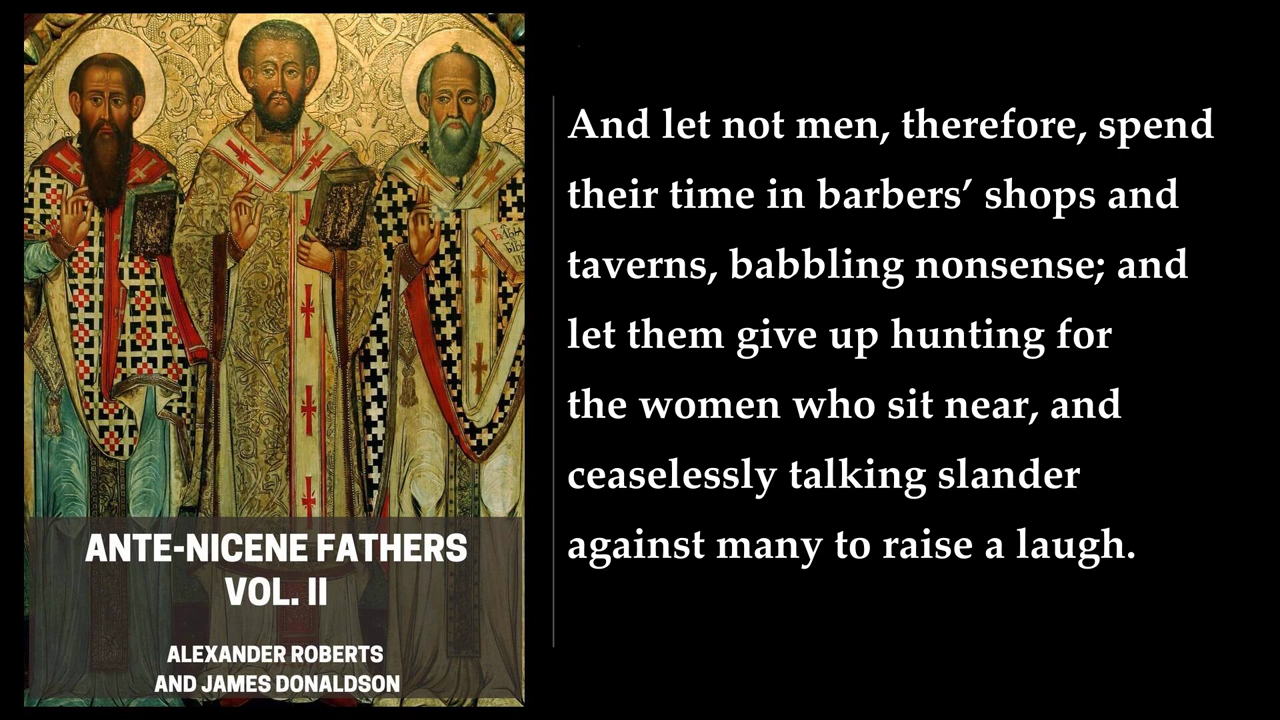 ANTE-NICENE FATHERS
VOL. II
ALEXANDER ROBERTS
AND JAMES DONALDSON
And let not men, therefore, spend
their time in barbers’ shops and
taverns, babbling nonsense; and
let them give up hunting for
the women who sit near, and
ceaselessly talking slander
against many to raise a laugh.